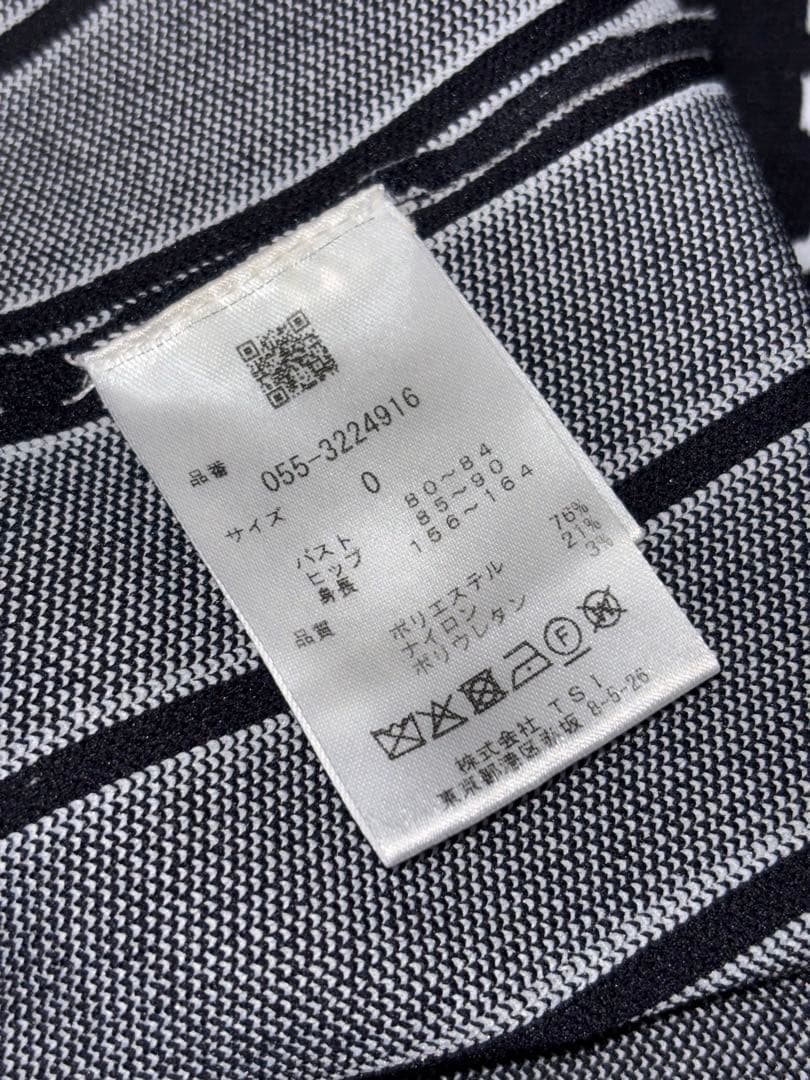 品番 055-3224916
サイズ 0
バスト 80~84
ヒップ 85~90
身長 156~164
品質 ポリエステル 76%
ナイロン 21%
ポリウレタン 3%
F
W
株式会社 TSI
東京都港区赤坂 8-5-26